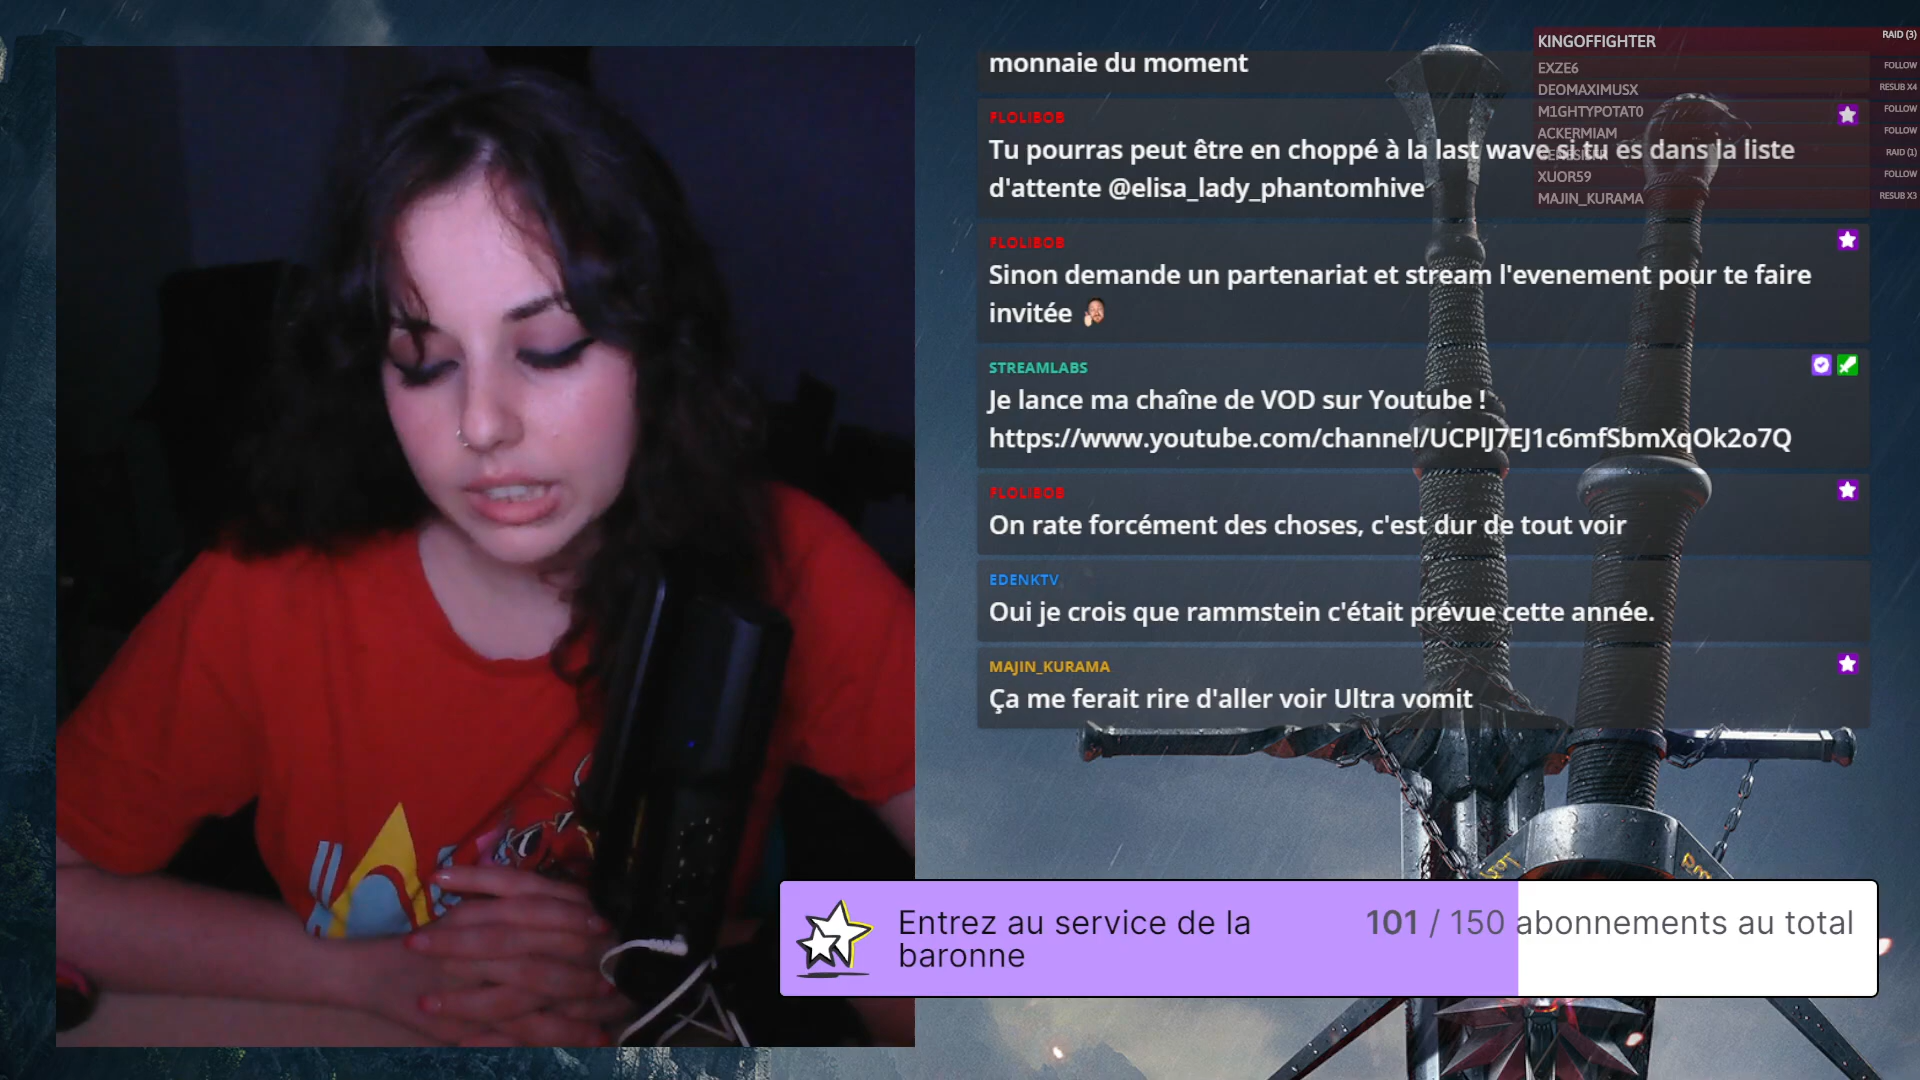 monnaie du moment
FLOLIBOB
Tu pourras peut être en choppé à la last wave si tu es dans la liste
d'attente @elisa_lady_phantomhive
FLOLIBOB
Sinon demande un partenariat et stream l'evenement pour te faire
invitée
STREAMLABS
Je lance ma chaîne de VOD sur Youtube !
https://www.youtube.com/channel/UCPlJ7EJ1c6mfSbmXqOk2o7Q
FLOLIBOB
On rate forcément des choses, c'est dur de tout voir
EDENKTV
Oui je crois que rammstein c'était prévue cette année.
MAJIN_KURAMA
Ça me ferait rire d'aller voir Ultra vomit
KINGOFFIGHTER RAID (3)
EXZE6 FOLLOW
DEOMAXIMUSX RESUB X4
M1GHTYPOTAT0 FOLLOW
ACKERMIAM FOLLOW
RAID (1)
XUOR59 FOLLOW
MAJIN_KURAMA RESUB X3
Entrez au service de la
baronne
101 / 150 abonnements au total